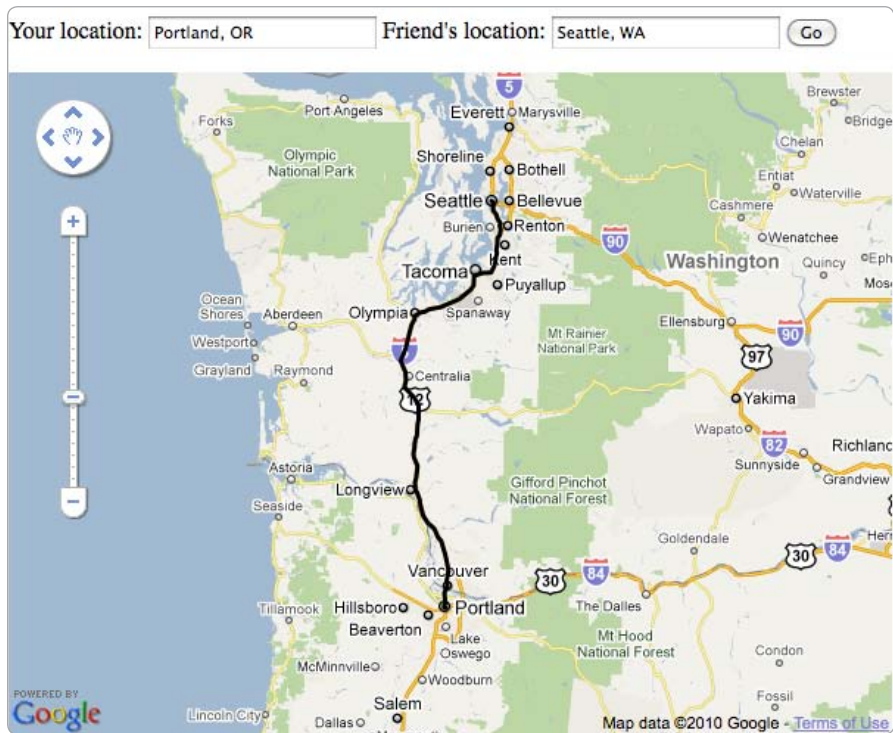 Your location: Portland, OR Friend's location: Seattle, WA Go
5
Brewster
Port Angeles
Everett Marysville
Forks
Bridge
Chelan
Olympic
National Park
Shoreline
Bothell
Entiat
Waterville
Seattle Bellevue
Cashmere
Burien Renton
90
Wenatchee
Kent
Washington
Quincy
Eph
Tacoma
Puyallup
Mos
Ocean
Shores
Aberdeen
Olympia
Spanaway
Ellensburg
90
Westport
Mt Rainier
National Park
97
Grayland
Raymond
Centralia
12
Yakima
Wapato
82
Richland
Sunnyside
Grandview
Astoria
Longview
Gifford Pinchot
National Forest
Seaside
Goldendale
30
84
Her
Vancouver
30
84
Tillamook
Hillsboro
Portland
The Dalles
Beaverton
Lake
Oswego
Mt Hood
National Forest
McMinnville
Condon
Woodburn
POWERED BY
Google
Salem
Fossil
Lincoln City
Dallas
Map data ©2010 Google - Terms of Use